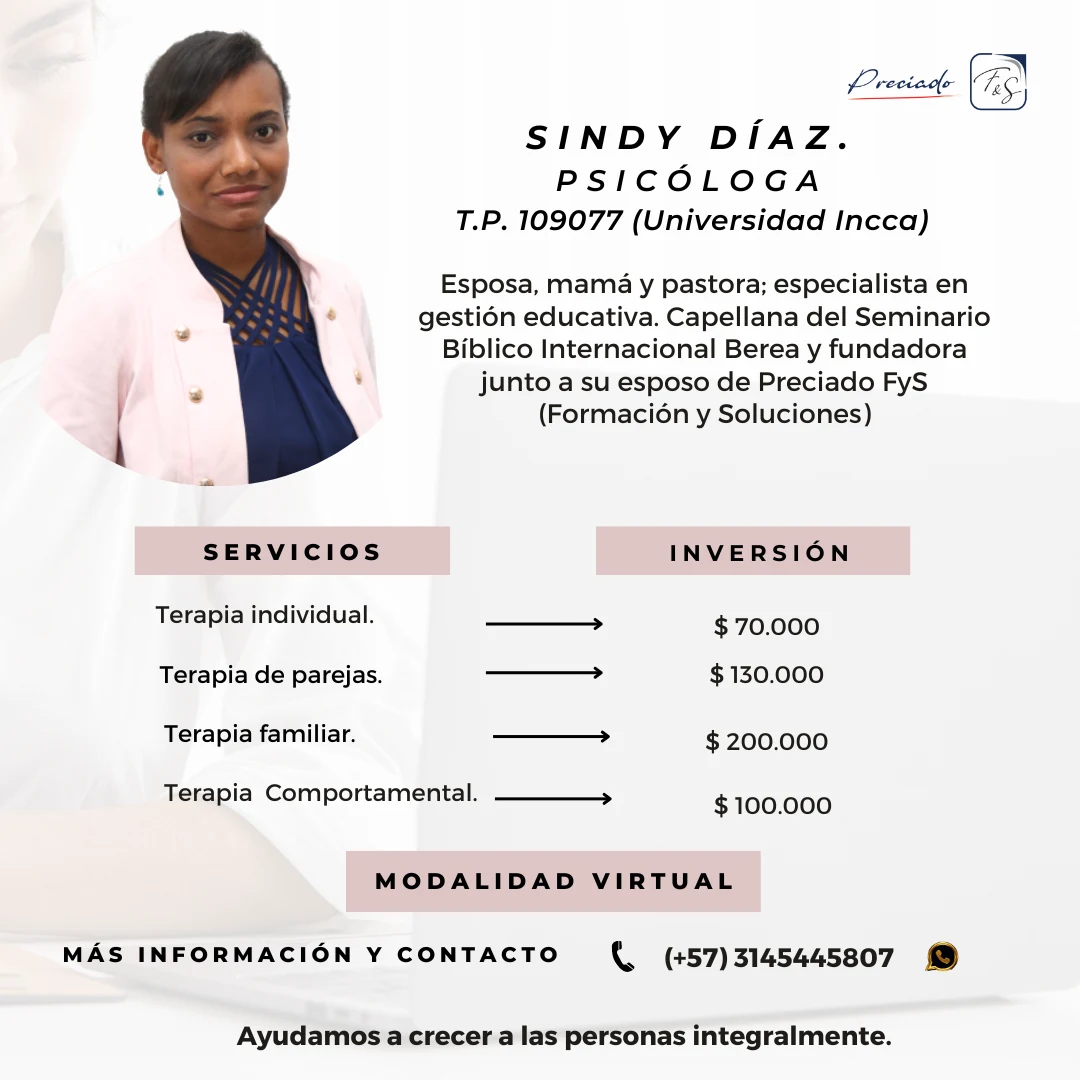 Preciado F&S
SINDY DÍAZ.
PSICÓLOGA
T.P. 109077 (Universidad Incca)
Esposa, mamá y pastora; especialista en
gestión educativa. Capellana del Seminario
Bíblico Internacional Berea y fundadora
junto a su esposo de Preciado FyS
(Formación y Soluciones)
SERVICIOS INVERSIÓN
Terapia individual. $ 70.000
Terapia de parejas. $ 130.000
Terapia familiar. $ 200.000
Terapia Comportamental. $ 100.000
MODALIDAD VIRTUAL
MÁS INFORMACIÓN Y CONTACTO (+57) 3145445807
Ayudamos a crecer a las personas integralmente.